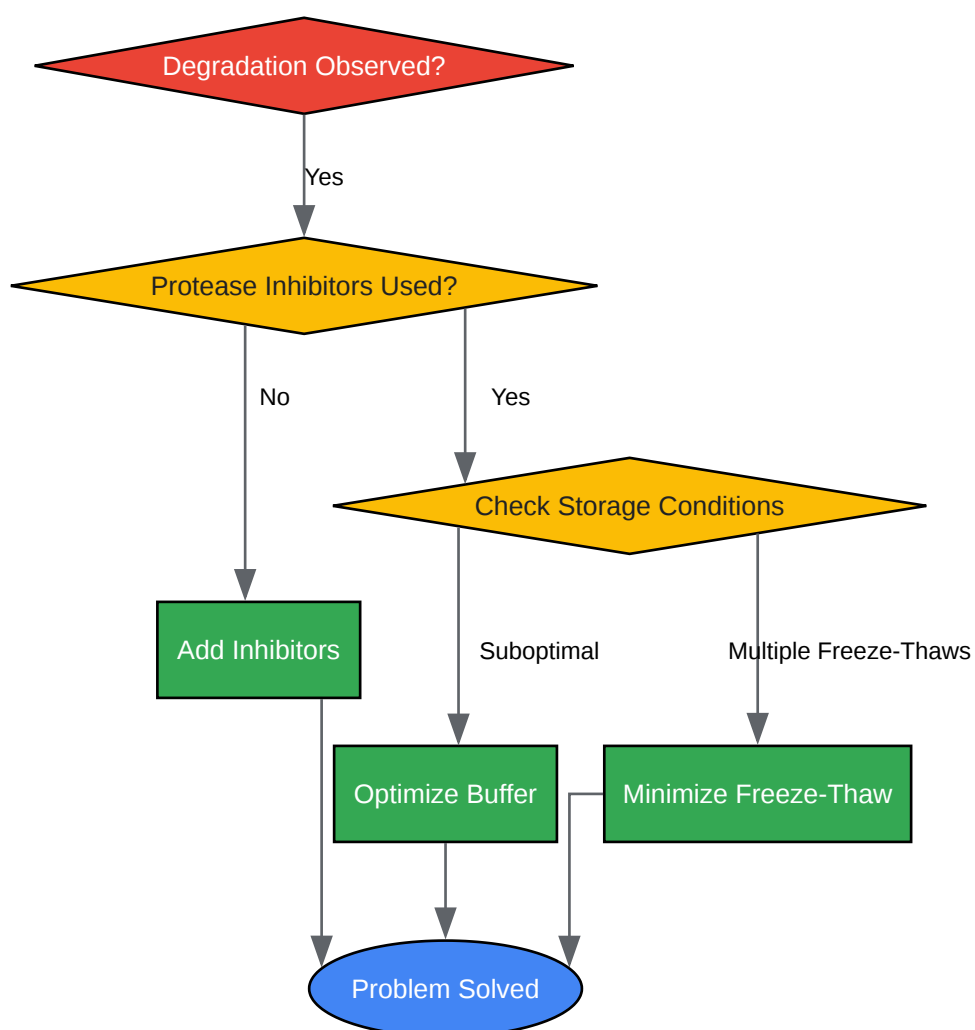 Degradation Observed?
Yes
Protease Inhibitors Used?
No
Yes
Check Storage Conditions
Add Inhibitors
Suboptimal
Multiple Freeze-Thaws
Optimize Buffer
Minimize Freeze-Thaw
Problem Solved